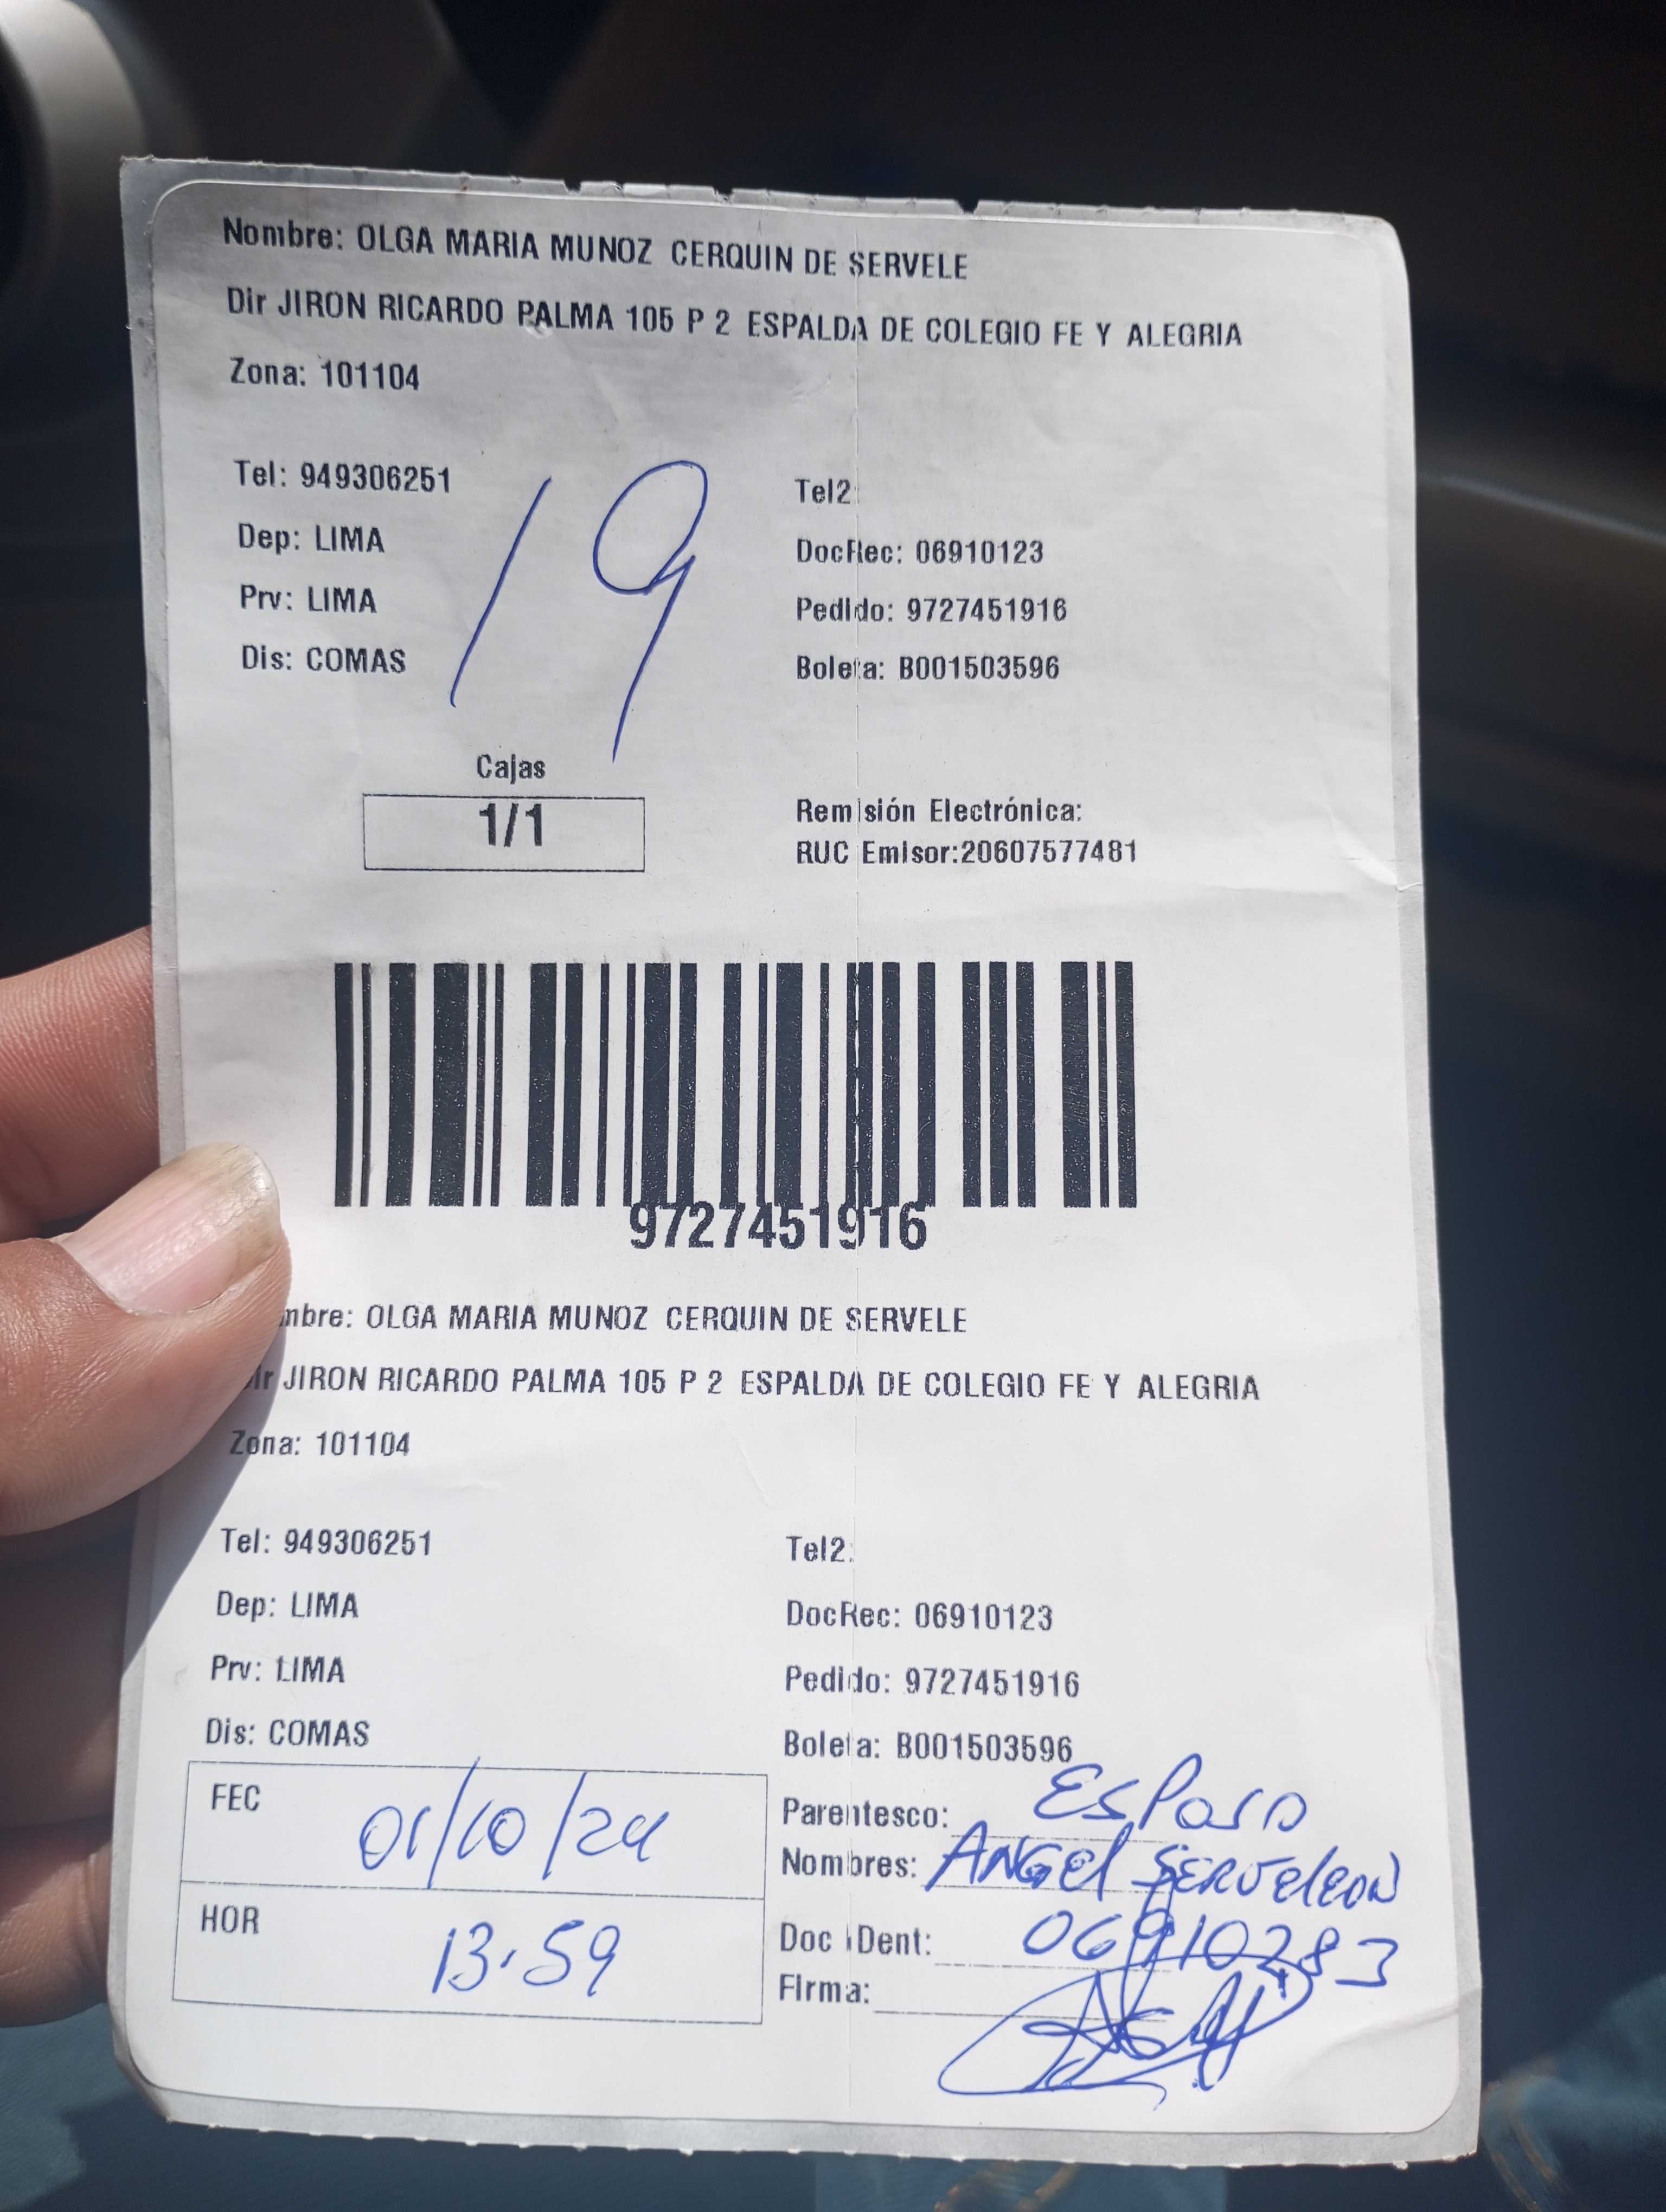 Nombre: OLGA MARIA MUNOZ CERQUIN DE SERVELE
Dir JIRON RICARDO PALMA 105 P 2 ESPALDA DE COLEGIO FE Y ALEGRIA
Zona: 101104
Tel: 949306251
Tel2:
Dep: LIMA
DocRec: 06910123
Prv: LIMA
Pedido: 9727451916
Dis: COMAS
Boleta: B001503596
19
Cajas
1/1
Remisión Electrónica:
RUC Emisor:20607577481
9727451916
mbre: OLGA MARIA MUNOZ CERQUIN DE SERVELE
Dir JIRON RICARDO PALMA 105 P 2 ESPALDA DE COLEGIO FE Y ALEGRIA
Zona: 101104
Tel: 949306251
Tel2:
Dep: LIMA
DocRec: 06910123
Prv: LIMA
Pedido: 9727451916
Dis: COMAS
Boleta: B001503596
FEC 01/10/24
HOR 13.59
Parentesco: Esposo
Nombres: ANGel SERVeleon
Doc IDent: 06910283
Firma: